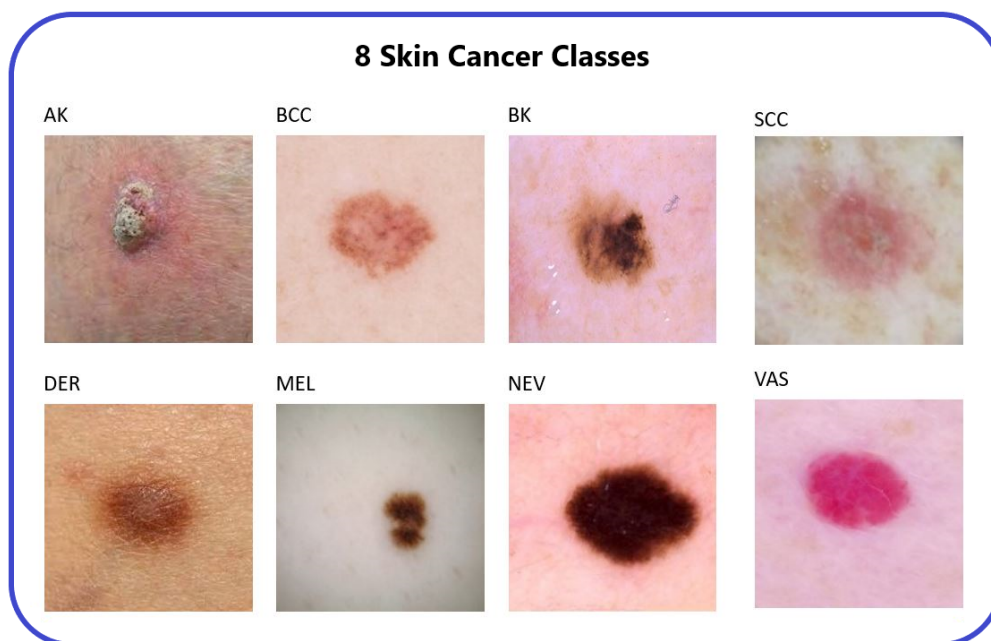 8 Skin Cancer Classes
AK
BCC
BK
SCC
DER
MEL
NEV
VAS